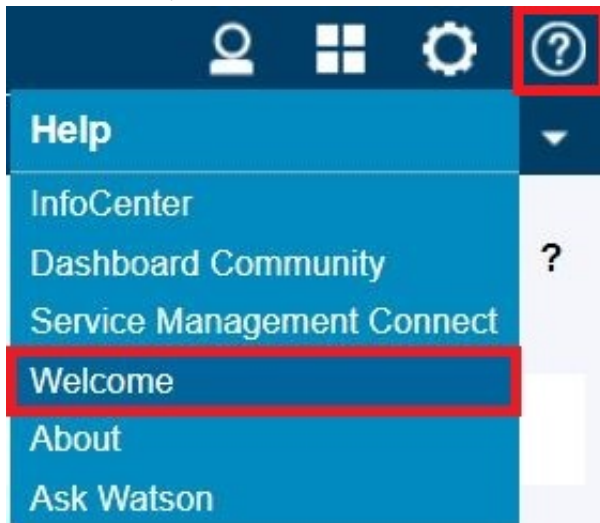 ?
Help
InfoCenter
Dashboard Community
?
Service Management Connect
Welcome
About
Ask Watson